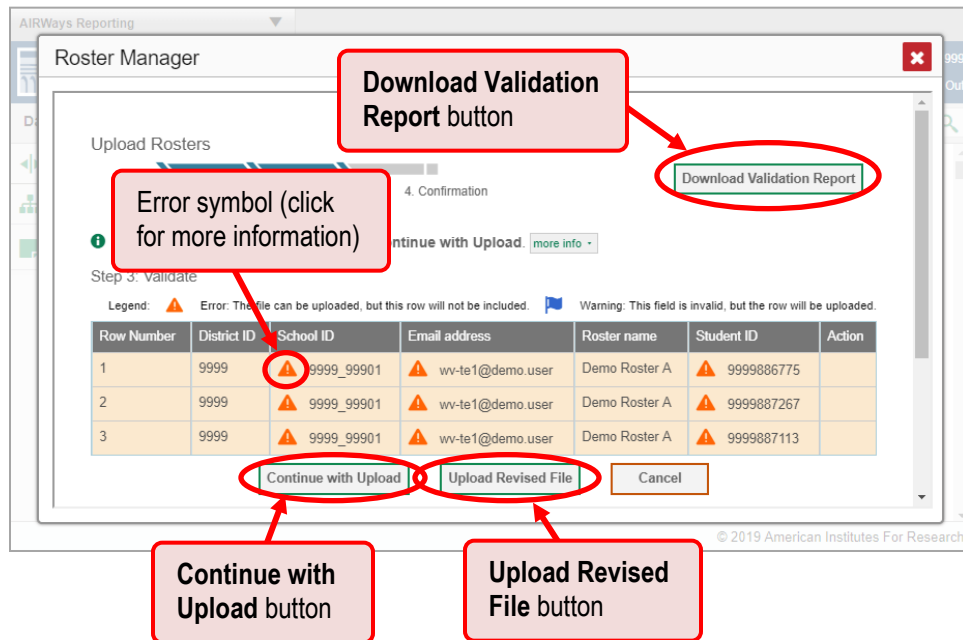 AIRWays Reporting
Roster Manager
Download Validation
Report button
Upload Rosters
4. Confirmation
Download Validation Report
Error symbol (click
for more information)
Continue with Upload. more info
Step 3: Validate
Legend: Error: The file can be uploaded, but this row will not be included. Warning: This field is invalid, but the row will be uploaded.
Row Number District ID School ID Email address Roster name Student ID Action
1 9999 9999_99901 wv-te1@demo.user Demo Roster A 9999886775
2 9999 9999_99901 wv-te1@demo.user Demo Roster A 9999887267
3 9999 9999_99901 wv-te1@demo.user Demo Roster A 9999887113
Continue with Upload Upload Revised File Cancel
© 2019 American Institutes For Research
Continue with
Upload button
Upload Revised
File button